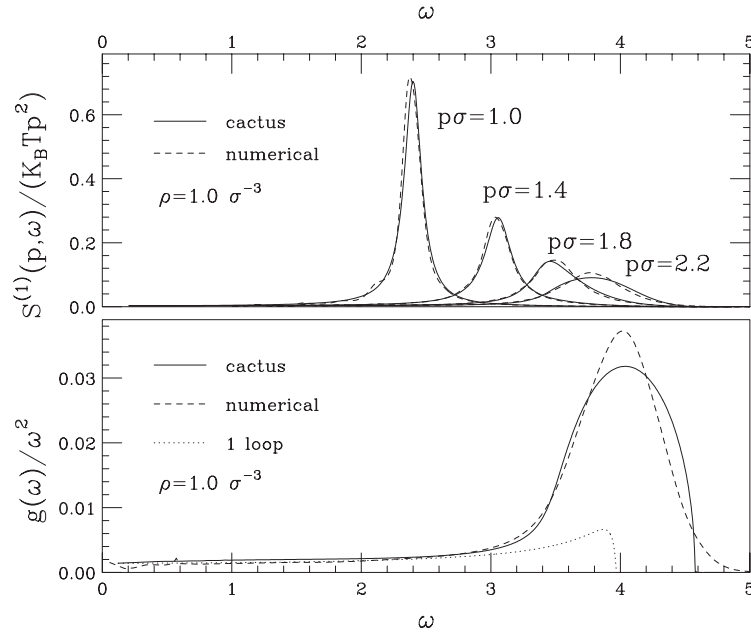 ω
0 1 2 3 4 5
S⁽¹⁾(p,ω)/(K_BTp²)
0.6
0.4
0.2
0.0
cactus
numerical
ρ=1.0 σ⁻³
pσ=1.0
pσ=1.4
pσ=1.8
pσ=2.2
g(ω)/ω²
0.03
0.02
0.01
0.00
cactus
numerical
1 loop
ρ=1.0 σ⁻³
0 1 2 3 4 5
ω